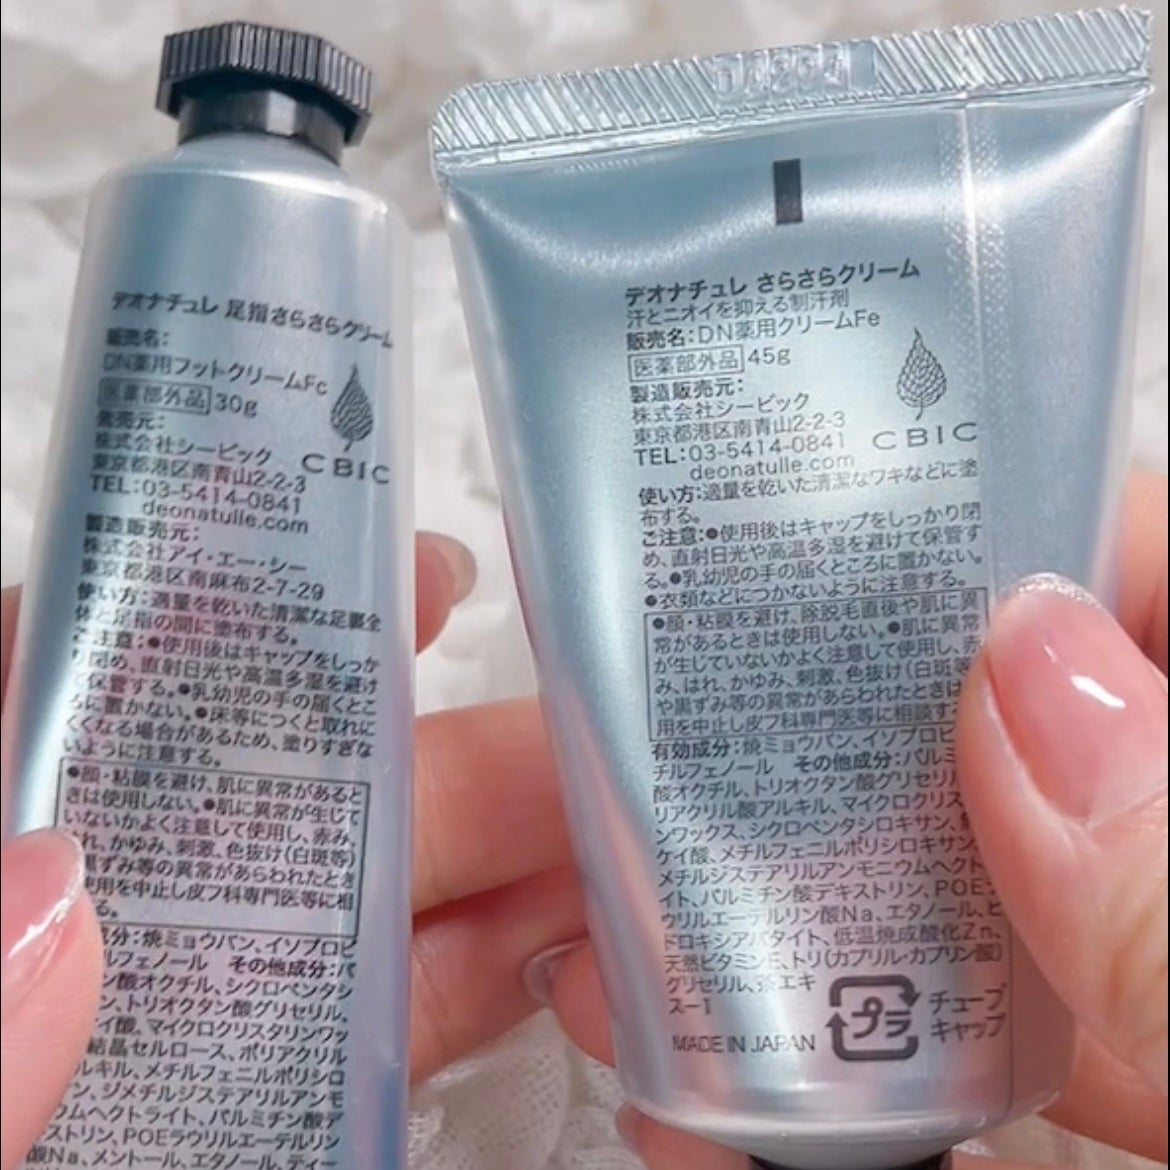 デオナチュレ 足指さらさらクリーム
販売名:
DN薬用フットクリームFc
医薬部外品 30g
発売元:
株式会社シービック
東京都港区南青山2-2-3
TEL:03-5414-0841
deonatulle.com
CBIC
製造販売元:
株式会社アイ・エー・シー
東京都港区南麻布2-7-29
使い方:適量を乾いた清潔な足裏全
体と足指の間に塗布する。
ご注意:●使用後はキャップをしっか
り閉め、直射日光や高温多湿を避け
て保管する。●乳幼児の手の届くとこ
ろに置かない。●床等につくと取れに
くくなる場合があるため、塗りすぎな
いように注意する。
●顔・粘膜を避け、肌に異常があると
きは使用しない。●肌に異常が生じて
いないかよく注意して使用し、赤み、
はれ、かゆみ、刺激、色抜け(白斑等)
黒ずみ等の異常があらわれたとき
使用を中止し皮フ科専門医等に相
る。
成分:焼ミョウバン、イソプロピ
ルフェノール その他成分:パ
ン酸オクチル、シクロペンタシ
ン、トリオクタン酸グリセリル、
イ酸、マイクロクリスタリンワッ
結晶セルロース、ポリアクリル
ルキル、メチルフェニルポリシロ
ン、ジメチルジステアリルアンモ
ウムヘクトライト、パルミチン酸デ
ストリン、POEラウリルエーテルリン
酸Na、メントール、エタノール、ティー
デオナチュレ さらさらクリーム
汗とニオイを抑える制汗剤
販売名:DN薬用クリームFe
医薬部外品 45g
製造販売元:
株式会社シービック
東京都港区南青山2-2-3
TEL:03-5414-0841
deonatulle.com
CBIC
使い方:適量を乾いた清潔なワキなどに塗
布する。
ご注意:●使用後はキャップをしっかり閉
め、直射日光や高温多湿を避けて保管す
る。●乳幼児の手の届くところに置かない。
●衣類などにつかないように注意する。
●顔・粘膜を避け、除脱毛直後や肌に異
常があるときは使用しない。●肌に異常
が生じていないかよく注意して使用し、赤
み、はれ、かゆみ、刺激、色抜け(白斑等
や黒ずみ等の異常があらわれたときは
用を中止し皮フ科専門医等に相談す
有効成分:焼ミョウバン、イソプロピ
チルフェノール その他成分:パルミ
酸オクチル、トリオクタン酸グリセリル
リアクリル酸アルキル、マイクロクリス
ンワックス、シクロペンタシロキサン、
ケイ酸、メチルフェニルポリシロキサン、
メチルジステアリルアンモニウムヘクト
イト、パルミチン酸デキストリン、POEラ
ウリルエーテルリン酸Na、エタノール、ヒ
ドロキシアパタイト、低温焼成酸化Zn、
天然ビタミンE、トリ(カプリル・カプリン酸)
グリセリル、茶エキ
ス-1
MADE IN JAPAN
プラ
チューブ
キャップ